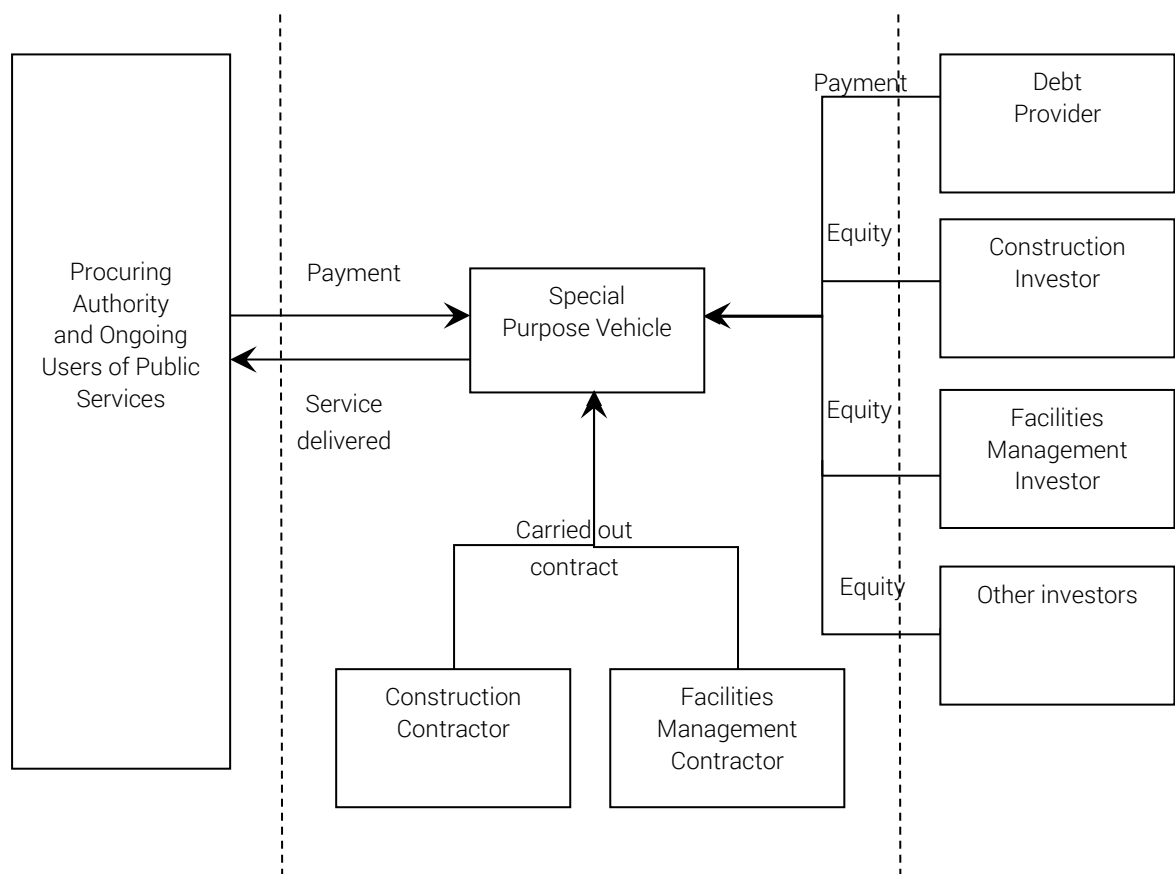 Procuring
Authority
and Ongoing
Users of Public
Services
Payment
Service
delivered
Special
Purpose Vehicle
Carried out
contract
Construction
Contractor
Facilities
Management
Contractor
Payment
Equity
Equity
Equity
Debt
Provider
Construction
Investor
Facilities
Management
Investor
Other investors